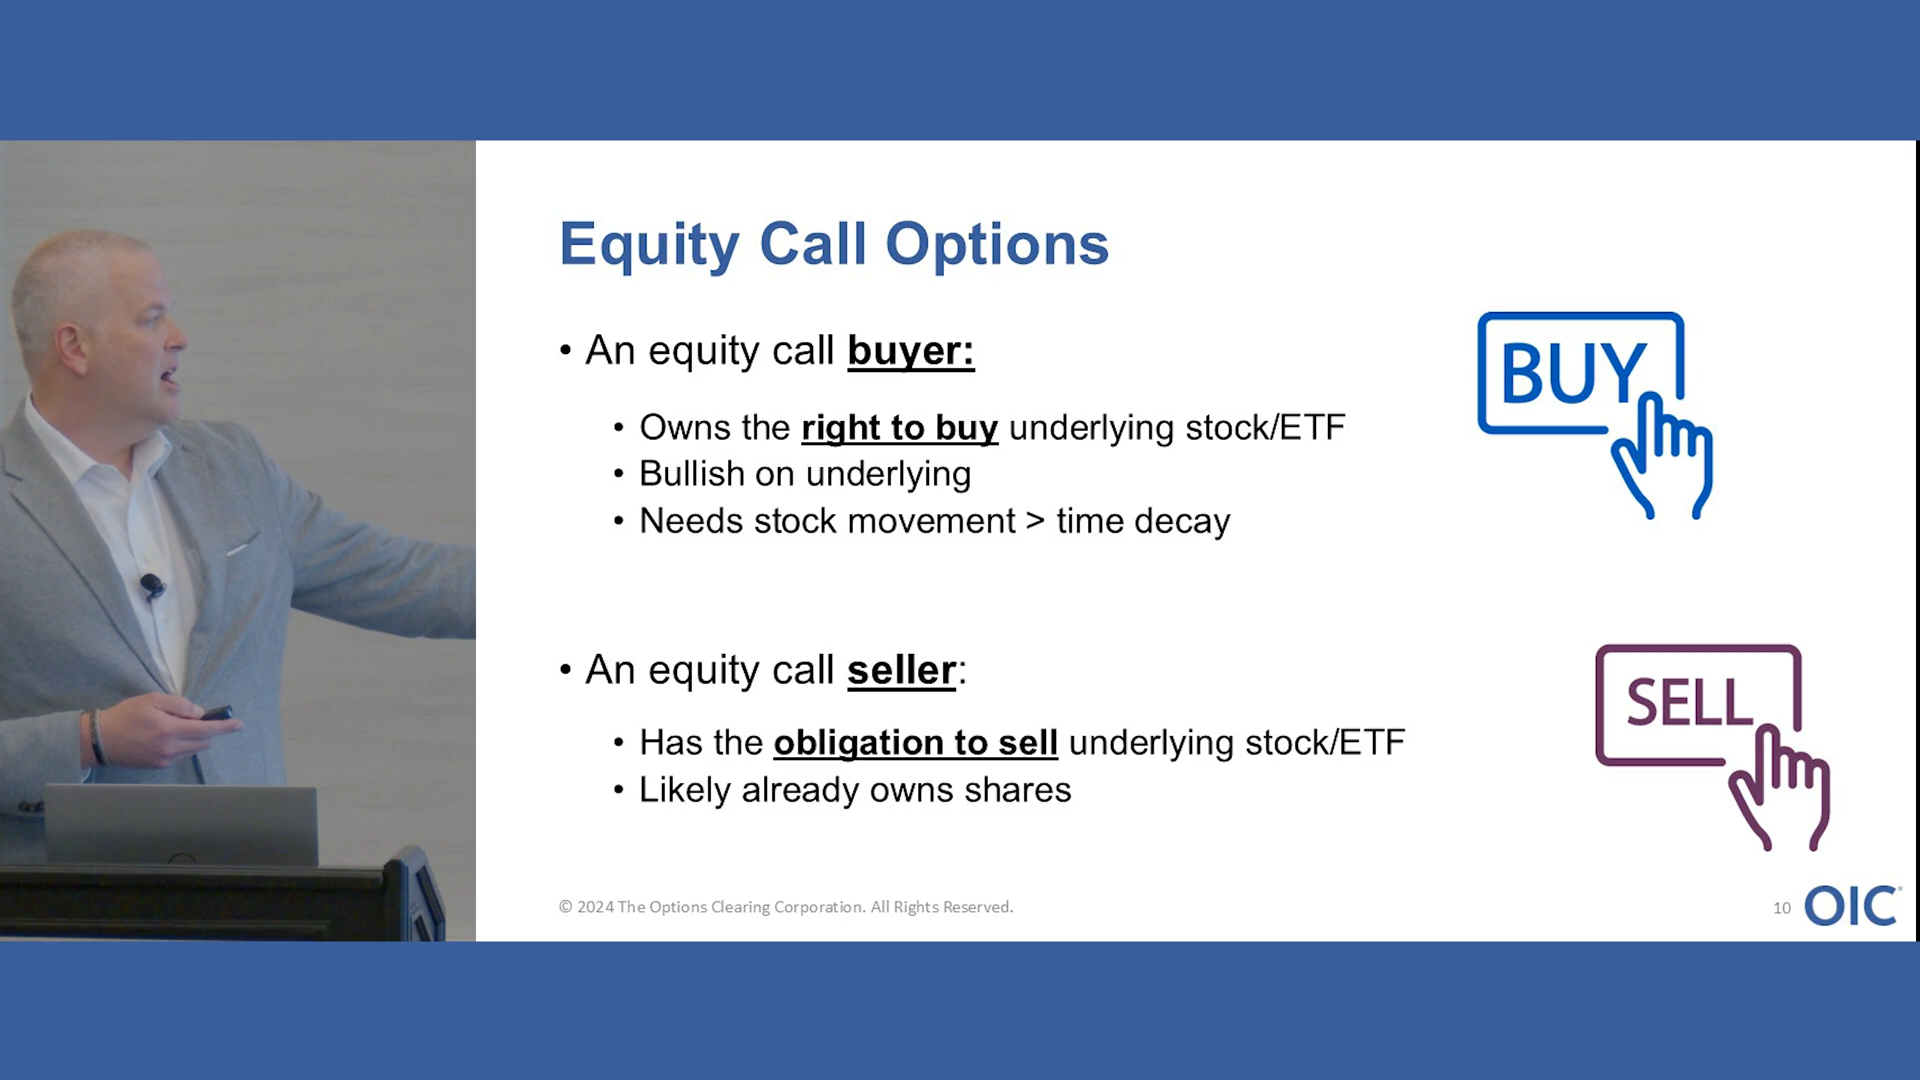 Equity Call Options
• An equity call buyer:
• Owns the right to buy underlying stock/ETF
• Bullish on underlying
• Needs stock movement > time decay
BUY
• An equity call seller:
• Has the obligation to sell underlying stock/ETF
• Likely already owns shares
SELL
© 2024 The Options Clearing Corporation. All Rights Reserved.
10
OIC